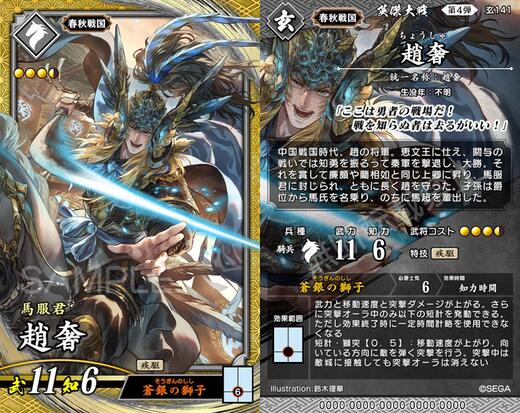 春秋戦国
SAMPLE
馬服君
趙奢
疾駆
武11知6
そうぎんのしし
蒼銀の獅子
6
玄
春秋戦国
英傑大戦
第4弾
玄141
ちょうしゃ
趙奢
統一名称:趙奢
生没年:不明
「ここは勇者の戦場だ!
戦を知らぬ者は去るがいい!」
中国戦国時代、趙の将軍。恵文王に仕え、閼与の
戦いでは知勇を振るって秦軍を撃退し、大勝。そ
れを賞して廉頗や藺相如と同じ上卿に昇り、馬服
君に封じられ、ともに長く趙を守った。子孫は爵
位から馬氏を名乗り、のちに馬超を輩出した。
兵種 武力 知力 武将コスト
騎兵 11 6 特技 疾駆
そうぎんのしし
蒼銀の獅子
必要士気
6
効果時間
知力時間
効果範囲
武力と移動速度と突撃ダメージが上がる。さら
に突撃オーラ中のみ以下の短計を発動できる。
ただし効果終了時に一定時間計略を使用できな
くなる
短計・獅突【0.5】:移動速度が上がり、向
いている方向に敵を弾く突撃を行う。突撃中は
敵城に接触しても突撃オーラは消えない
Illustration:鈴木理華
©SEGA
0000-0000-0000-0000-0000-0000